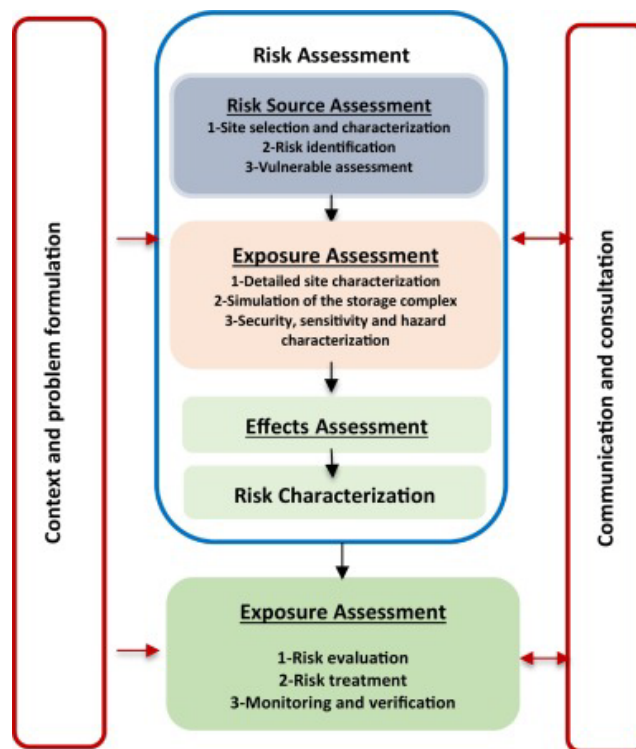 Context and problem formulation
Risk Assessment
Risk Source Assessment
1-Site selection and characterization
2-Risk identification
3-Vulnerable assessment
Exposure Assessment
1-Detailed site characterization
2-Simulation of the storage complex
3-Security, sensitivity and hazard
characterization
Effects Assessment
Risk Characterization
Exposure Assessment
1-Risk evaluation
2-Risk treatment
3-Monitoring and verification
Communication and consultation